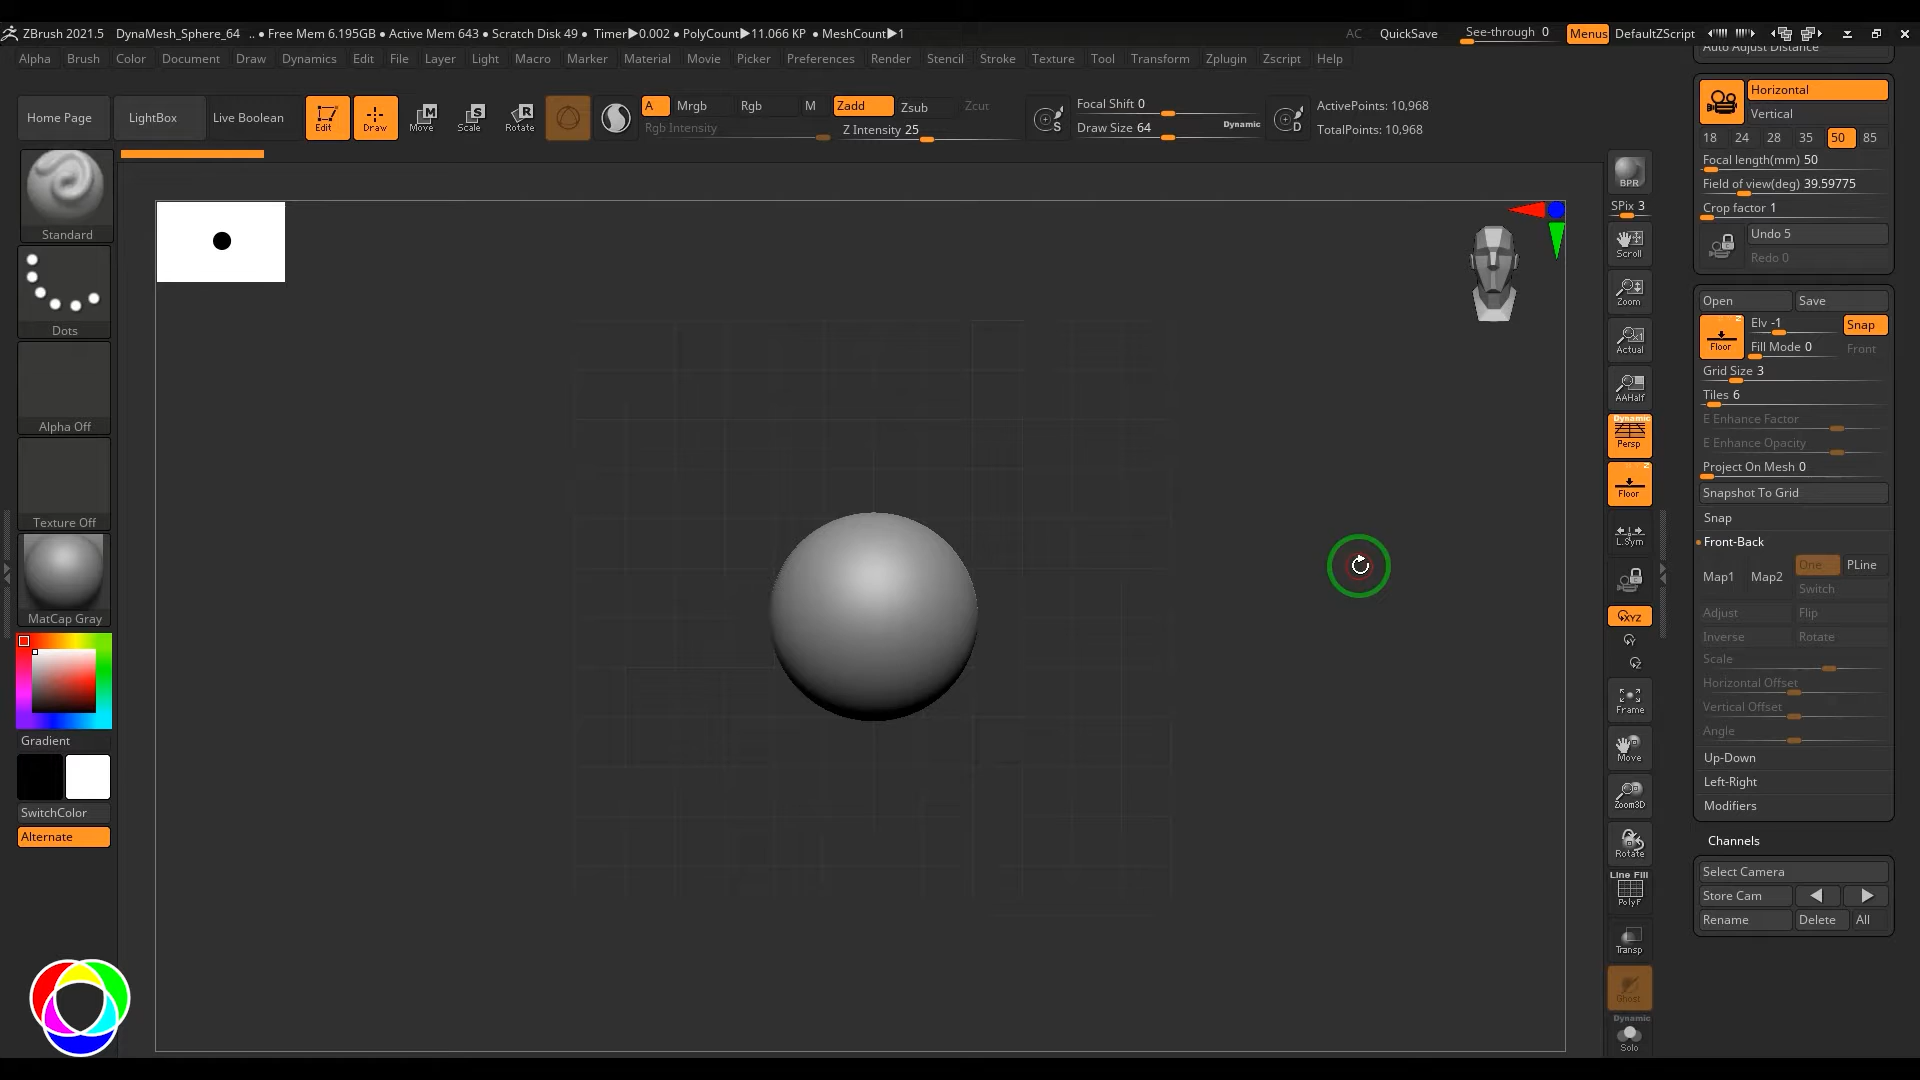 ZBrush 2021.5 DynaMesh_Sphere_64 .. ● Free Mem 6.195GB ● Active Mem 643 ● Scratch Disk 49 ● Timer▶0.002 ● PolyCount▶11.066 KP ● MeshCount▶1 AC QuickSave See-through 0 Menus DefaultZScript
Alpha Brush Color Document Draw Dynamics Edit File Layer Light Macro Marker Material Movie Picker Preferences Render Stencil Stroke Texture Tool Transform Zplugin Zscript Help
Home Page LightBox Live Boolean Edit Draw Move Scale Rotate
A Mrgb Rgb M Zadd Zsub Zcut
Rgb Intensity Z Intensity 25
S Focal Shift 0
Draw Size 64 Dynamic
D ActivePoints: 10,968
TotalPoints: 10,968
Standard
Dots
Alpha Off
Texture Off
MatCap Gray
Gradient
SwitchColor
Alternate
BPR
SPix 3
Scroll
Zoom
Actual
AAHalf
Dynamic
Persp
Floor
L.Sym
XYZ
Y
Z
Frame
Move
Zoom3D
Rotate
Line Fill
PolyF
Transp
Ghost
Dynamic
Solo
Auto Adjust Distance
Horizontal
Vertical
18 24 28 35 50 85
Focal length(mm) 50
Field of view(deg) 39.59775
Crop factor 1
Undo 5
Redo 0
Open Save
Floor Elv -1 Snap
Fill Mode 0 Front
Grid Size 3
Tiles 6
E Enhance Factor
E Enhance Opacity
Project On Mesh 0
Snapshot To Grid
Snap
Front-Back
Map1 Map2 One PLine
Switch
Adjust Flip
Inverse Rotate
Scale
Horizontal Offset
Vertical Offset
Angle
Up-Down
Left-Right
Modifiers
Channels
Select Camera
Store Cam
Rename Delete All